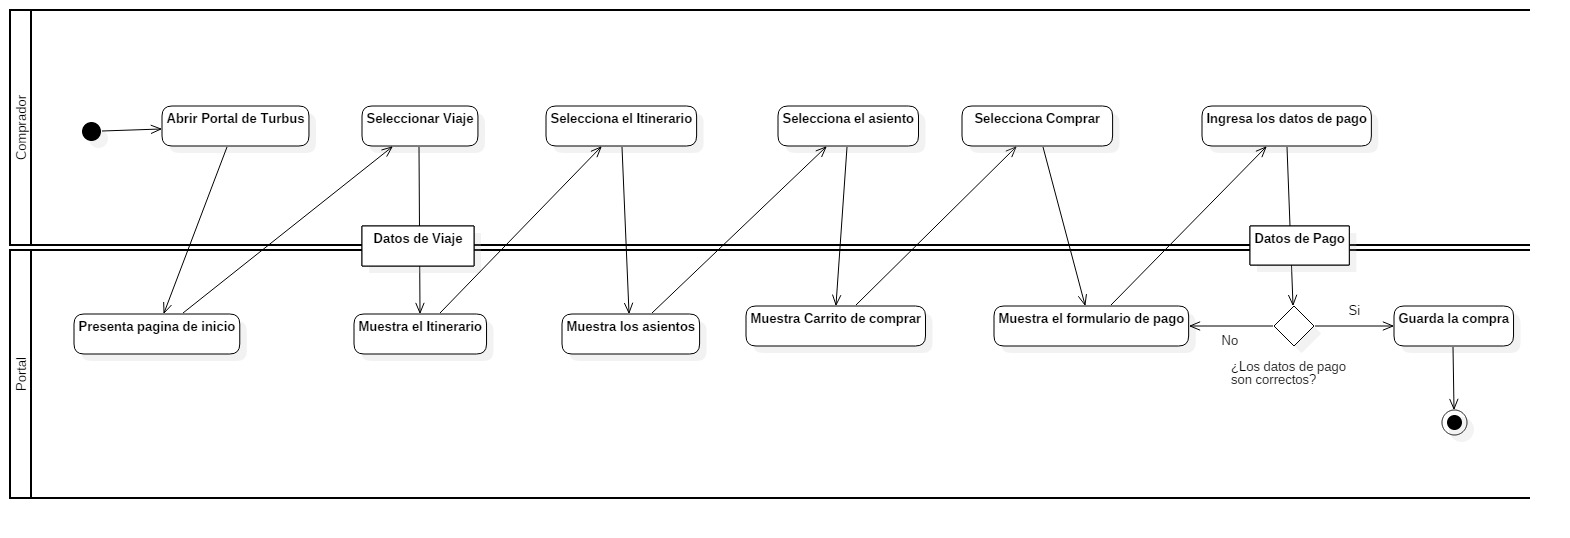 Comprador
Abrir Portal de Turbus
Seleccionar Viaje
Selecciona el Itinerario
Selecciona el asiento
Selecciona Comprar
Ingresa los datos de pago
Datos de Viaje
Datos de Pago
Portal
Presenta pagina de inicio
Muestra el Itinerario
Muestra los asientos
Muestra Carrito de comprar
Muestra el formulario de pago
No
Si
Guarda la compra
¿Los datos de pago
son correctos?